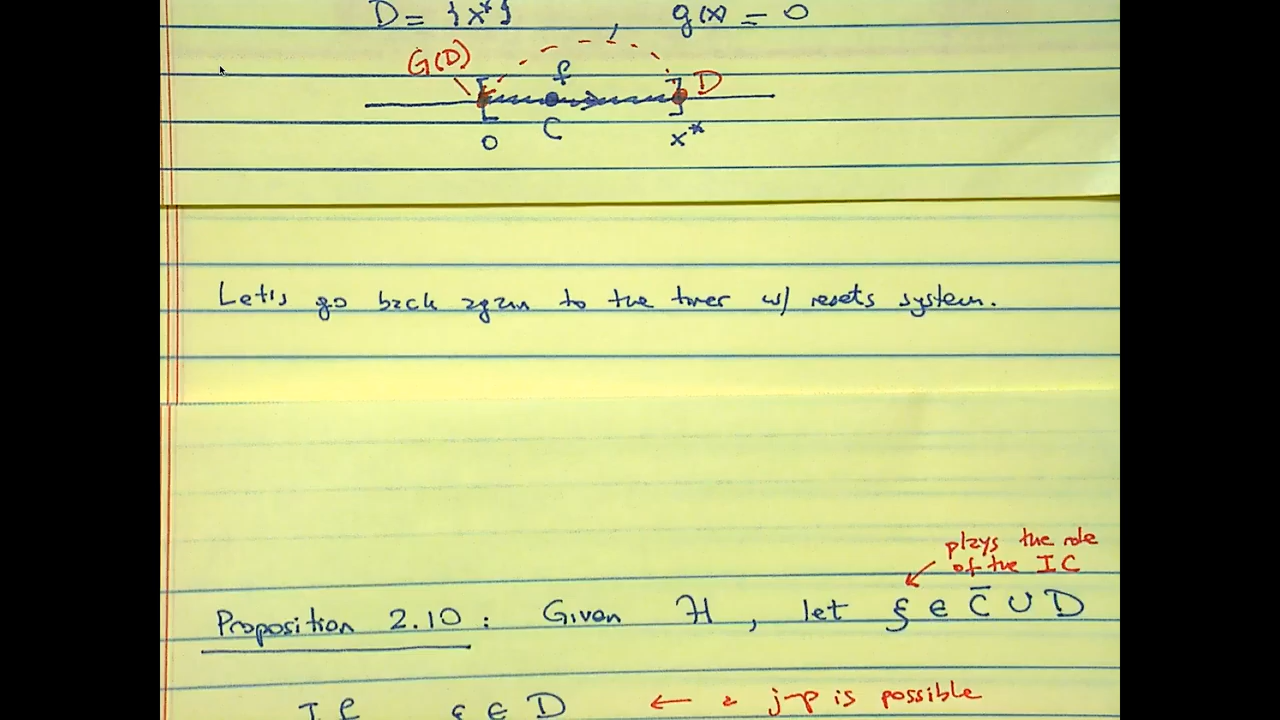 D = {x*} , g(x) = 0
G(D) f D
C
0 x*
Let's go back again to the timer w/ resets system.
plays the role
of the IC
Proposition 2.10 : Given H , let ξ ∈ C̄ ∪ D
If ξ ∈ D ← a jump is possible